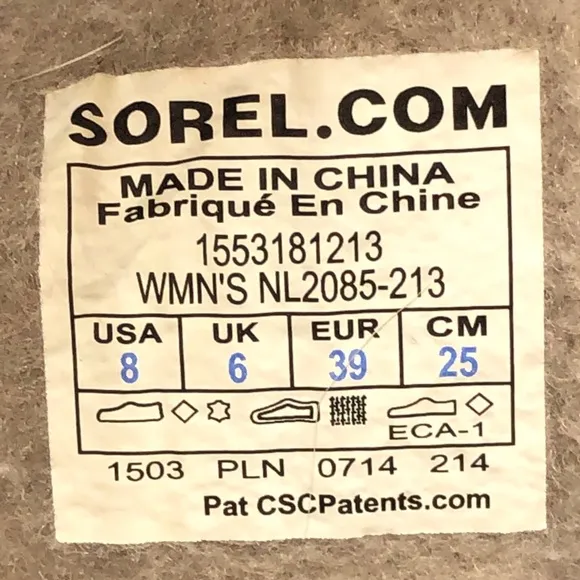 SOREL.COM
MADE IN CHINA
Fabriqué En Chine
1553181213
WMN'S NL2085-213
USA UK EUR CM
8 6 39 25
ECA-1
1503 PLN 0714 214
Pat CSCPatents.com